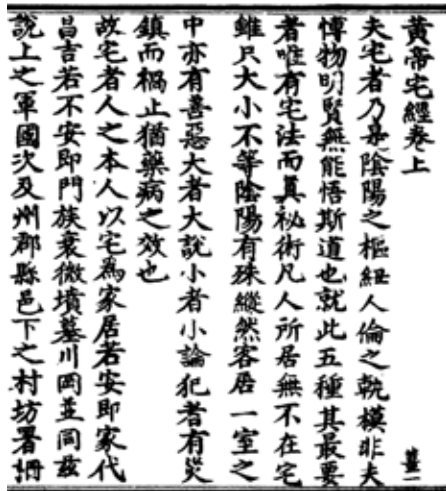 黃帝宅經卷上
薑一
夫宅者乃是陰陽之樞紐人倫之軌模非夫
博物明賢無能悟斯道也就此五種其最要
者唯有宅法而真祕術凡人所居無不在宅
雖只大小不等陰陽有殊縱然客居一室之
中亦有善惡大者大說小者小論犯者有災
鎮而禍止猶藥病之效也
故宅者人之本人以宅為家居若安即家代
昌吉若不安即門族衰微墳墓川岡並同茲
說上之軍國次及州郡縣邑下之村坊署柵